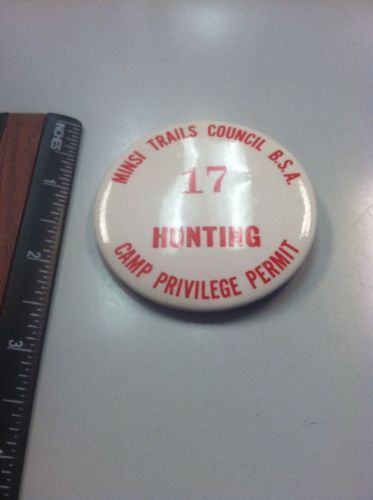 MINSI TRAILS COUNCIL B.S.A.
17
HUNTING
CAMP PRIVILEGE PERMIT
INCHES
1
2
3